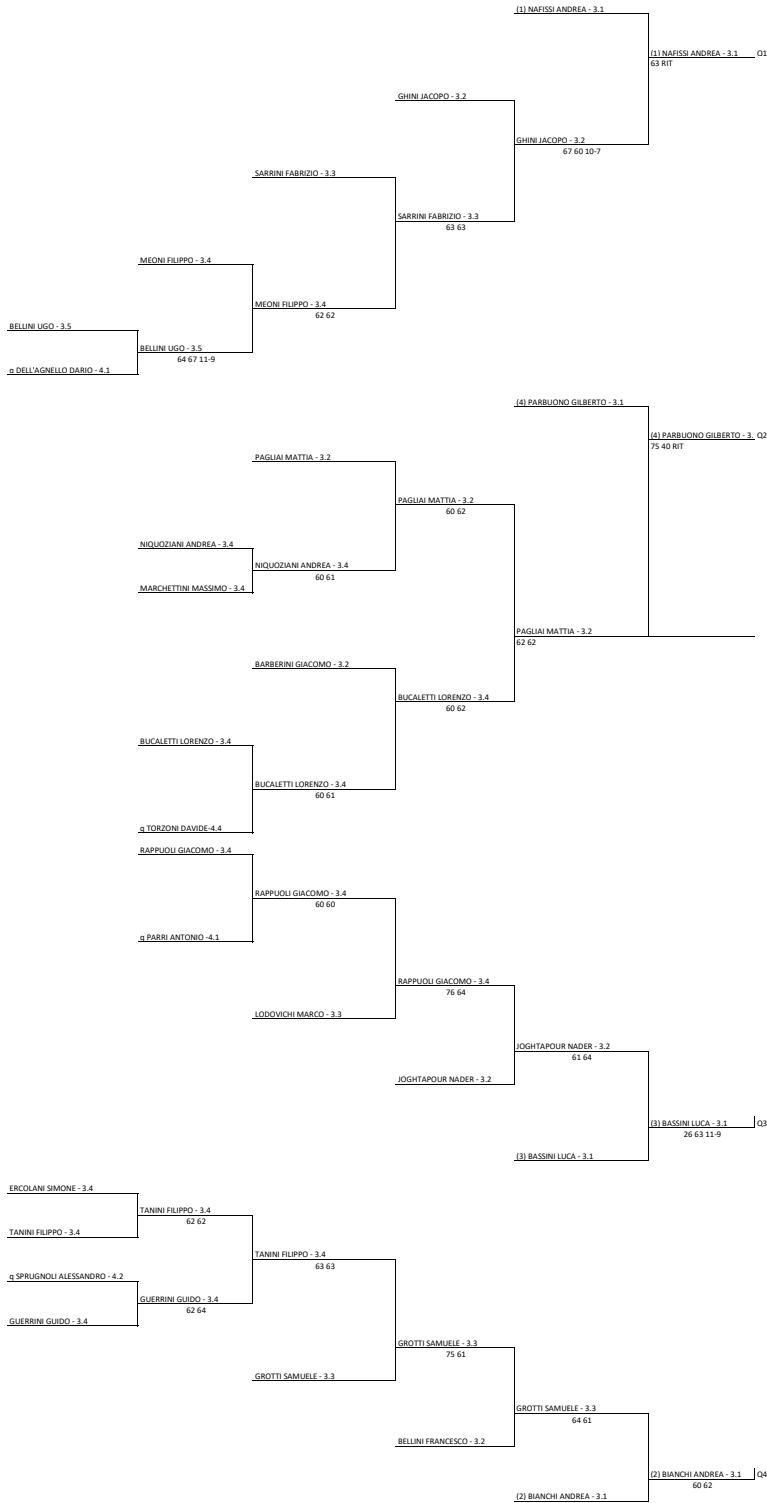 (1) NAFISSI ANDREA - 3.1
(1) NAFISSI ANDREA - 3.1 Q1
63 RIT
GHINI JACOPO - 3.2
GHINI JACOPO - 3.2
67 60 10-7
SARRINI FABRIZIO - 3.3
SARRINI FABRIZIO - 3.3
63 63
MEONI FILIPPO - 3.4
MEONI FILIPPO - 3.4
62 62
BELLINI UGO - 3.5
BELLINI UGO - 3.5
64 67 11-9
q DELL'AGNELLO DARIO - 4.1
(4) PARBUONO GILBERTO - 3.1
(4) PARBUONO GILBERTO - 3. Q2
75 40 RIT
PAGLIAI MATTIA - 3.2
PAGLIAI MATTIA - 3.2
60 62
NIQUOZIANI ANDREA - 3.4
NIQUOZIANI ANDREA - 3.4
60 61
MARCHETTINI MASSIMO - 3.4
PAGLIAI MATTIA - 3.2
62 62
BARBERINI GIACOMO - 3.2
BUCALETTI LORENZO - 3.4
60 62
BUCALETTI LORENZO - 3.4
BUCALETTI LORENZO - 3.4
60 61
q TORZONI DAVIDE-4.4
RAPPUOLI GIACOMO - 3.4
RAPPUOLI GIACOMO - 3.4
60 60
q PARRI ANTONIO -4.1
RAPPUOLI GIACOMO - 3.4
76 64
LODOVICHI MARCO - 3.3
JOGHTAPOUR NADER - 3.2
61 64
JOGHTAPOUR NADER - 3.2
(3) BASSINI LUCA - 3.1 Q3
26 63 11-9
(3) BASSINI LUCA - 3.1
ERCOLANI SIMONE - 3.4
TANINI FILIPPO - 3.4
62 62
TANINI FILIPPO - 3.4
TANINI FILIPPO - 3.4
63 63
q SPRUGNOLI ALESSANDRO - 4.2
GUERRINI GUIDO - 3.4
62 64
GUERRINI GUIDO - 3.4
GROTTI SAMUELE - 3.3
75 61
GROTTI SAMUELE - 3.3
GROTTI SAMUELE - 3.3
64 61
BELLINI FRANCESCO - 3.2
(2) BIANCHI ANDREA - 3.1 Q4
60 62
(2) BIANCHI ANDREA - 3.1